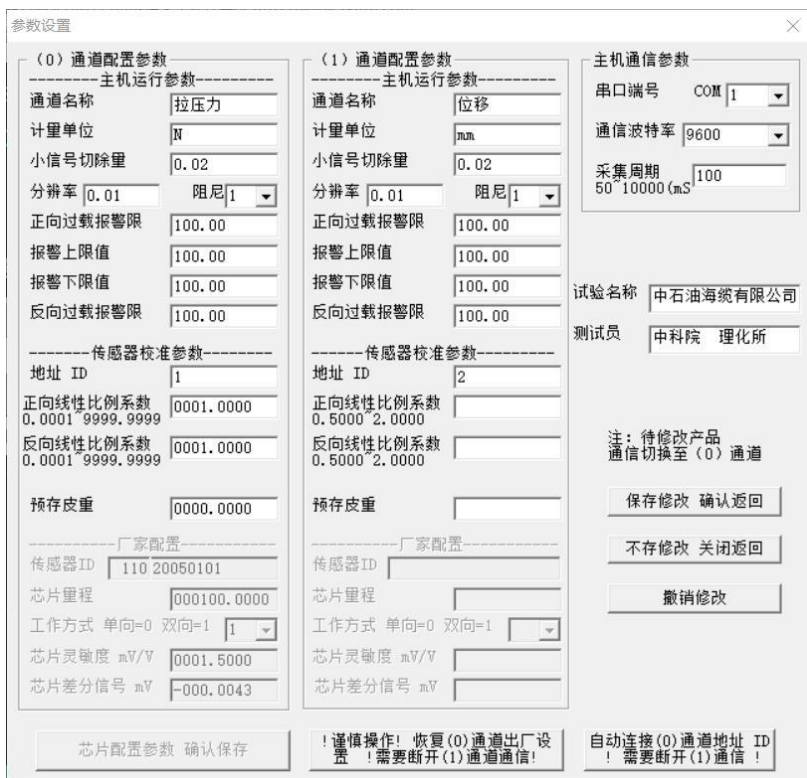 参数设置
(0) 通道配置参数
--------主机运行参数---------
通道名称 拉压力
计量单位 N
小信号切除量 0.02
分辨率 0.01 阻尼 1
正向过载报警限 100.00
报警上限值 100.00
报警下限值 100.00
反向过载报警限 100.00
-------传感器校准参数--------
地址 ID 1
正向线性比例系数 0001.0000
0.0001~9999.9999
反向线性比例系数 0001.0000
0.0001~9999.9999
预存皮重 0000.0000
----------厂家配置----------
传感器ID 110 20050101
芯片量程 000100.0000
工作方式 单向=0 双向=1 1
芯片灵敏度 mV/V 0001.5000
芯片差分信号 mV -000.0043
(1) 通道配置参数
--------主机运行参数---------
通道名称 位移
计量单位 mm
小信号切除量 0.02
分辨率 0.01 阻尼 1
正向过载报警限 100.00
报警上限值 100.00
报警下限值 100.00
反向过载报警限 100.00
-------传感器校准参数--------
地址 ID 2
正向线性比例系数
0.5000~2.0000
反向线性比例系数
0.5000~2.0000
预存皮重
----------厂家配置----------
传感器ID
芯片量程
工作方式 单向=0 双向=1
芯片灵敏度 mV/V
芯片差分信号 mV
主机通信参数
串口端号 COM 1
通信波特率 9600
采集周期 100
50~10000(mS
试验名称 中石油海缆有限公司
测试员 中科院 理化所
注: 待修改产品
通信切换至 (0) 通道
保存修改 确认返回
不存修改 关闭返回
撤销修改
芯片配置参数 确认保存
!谨慎操作! 恢复(0)通道出厂设
置 !需要断开(1)通道通信!
自动连接(0)通道地址 ID
! 需要断开(1)通信 !